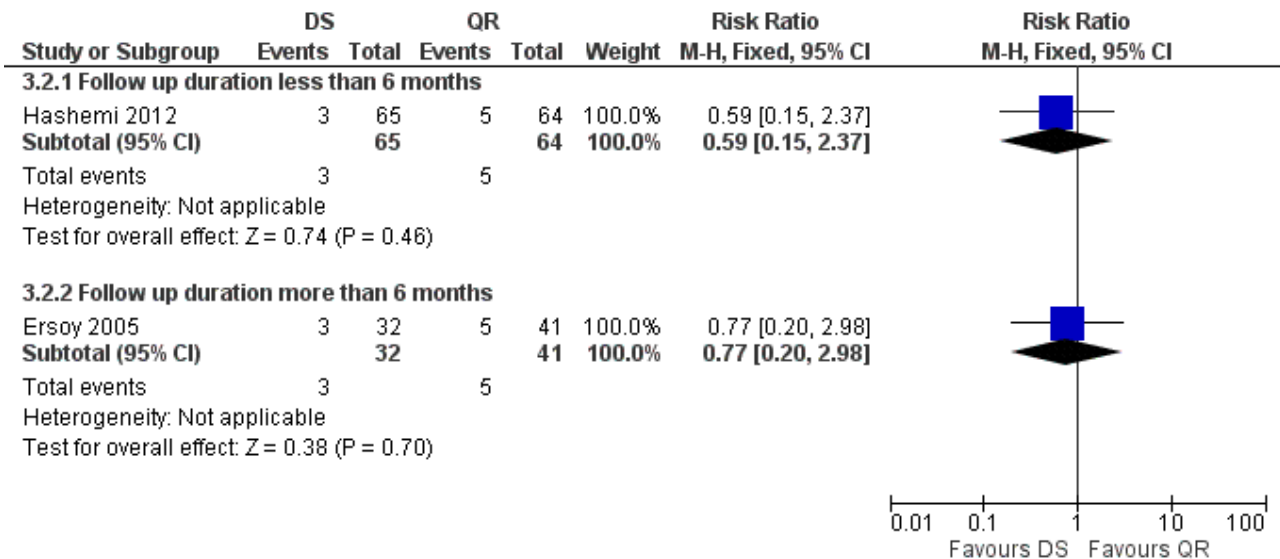 DS QR Risk Ratio Risk Ratio
Study or Subgroup Events Total Events Total Weight M-H, Fixed, 95% CI M-H, Fixed, 95% CI
3.2.1 Follow up duration less than 6 months
Hashemi 2012 3 65 5 64 100.0% 0.59 [0.15, 2.37]
Subtotal (95% CI) 65 64 100.0% 0.59 [0.15, 2.37]
Total events 3 5
Heterogeneity: Not applicable
Test for overall effect: Z = 0.74 (P = 0.46)
3.2.2 Follow up duration more than 6 months
Ersoy 2005 3 32 5 41 100.0% 0.77 [0.20, 2.98]
Subtotal (95% CI) 32 41 100.0% 0.77 [0.20, 2.98]
Total events 3 5
Heterogeneity: Not applicable
Test for overall effect: Z = 0.38 (P = 0.70)
0.01 0.1 1 10 100
Favours DS Favours QR